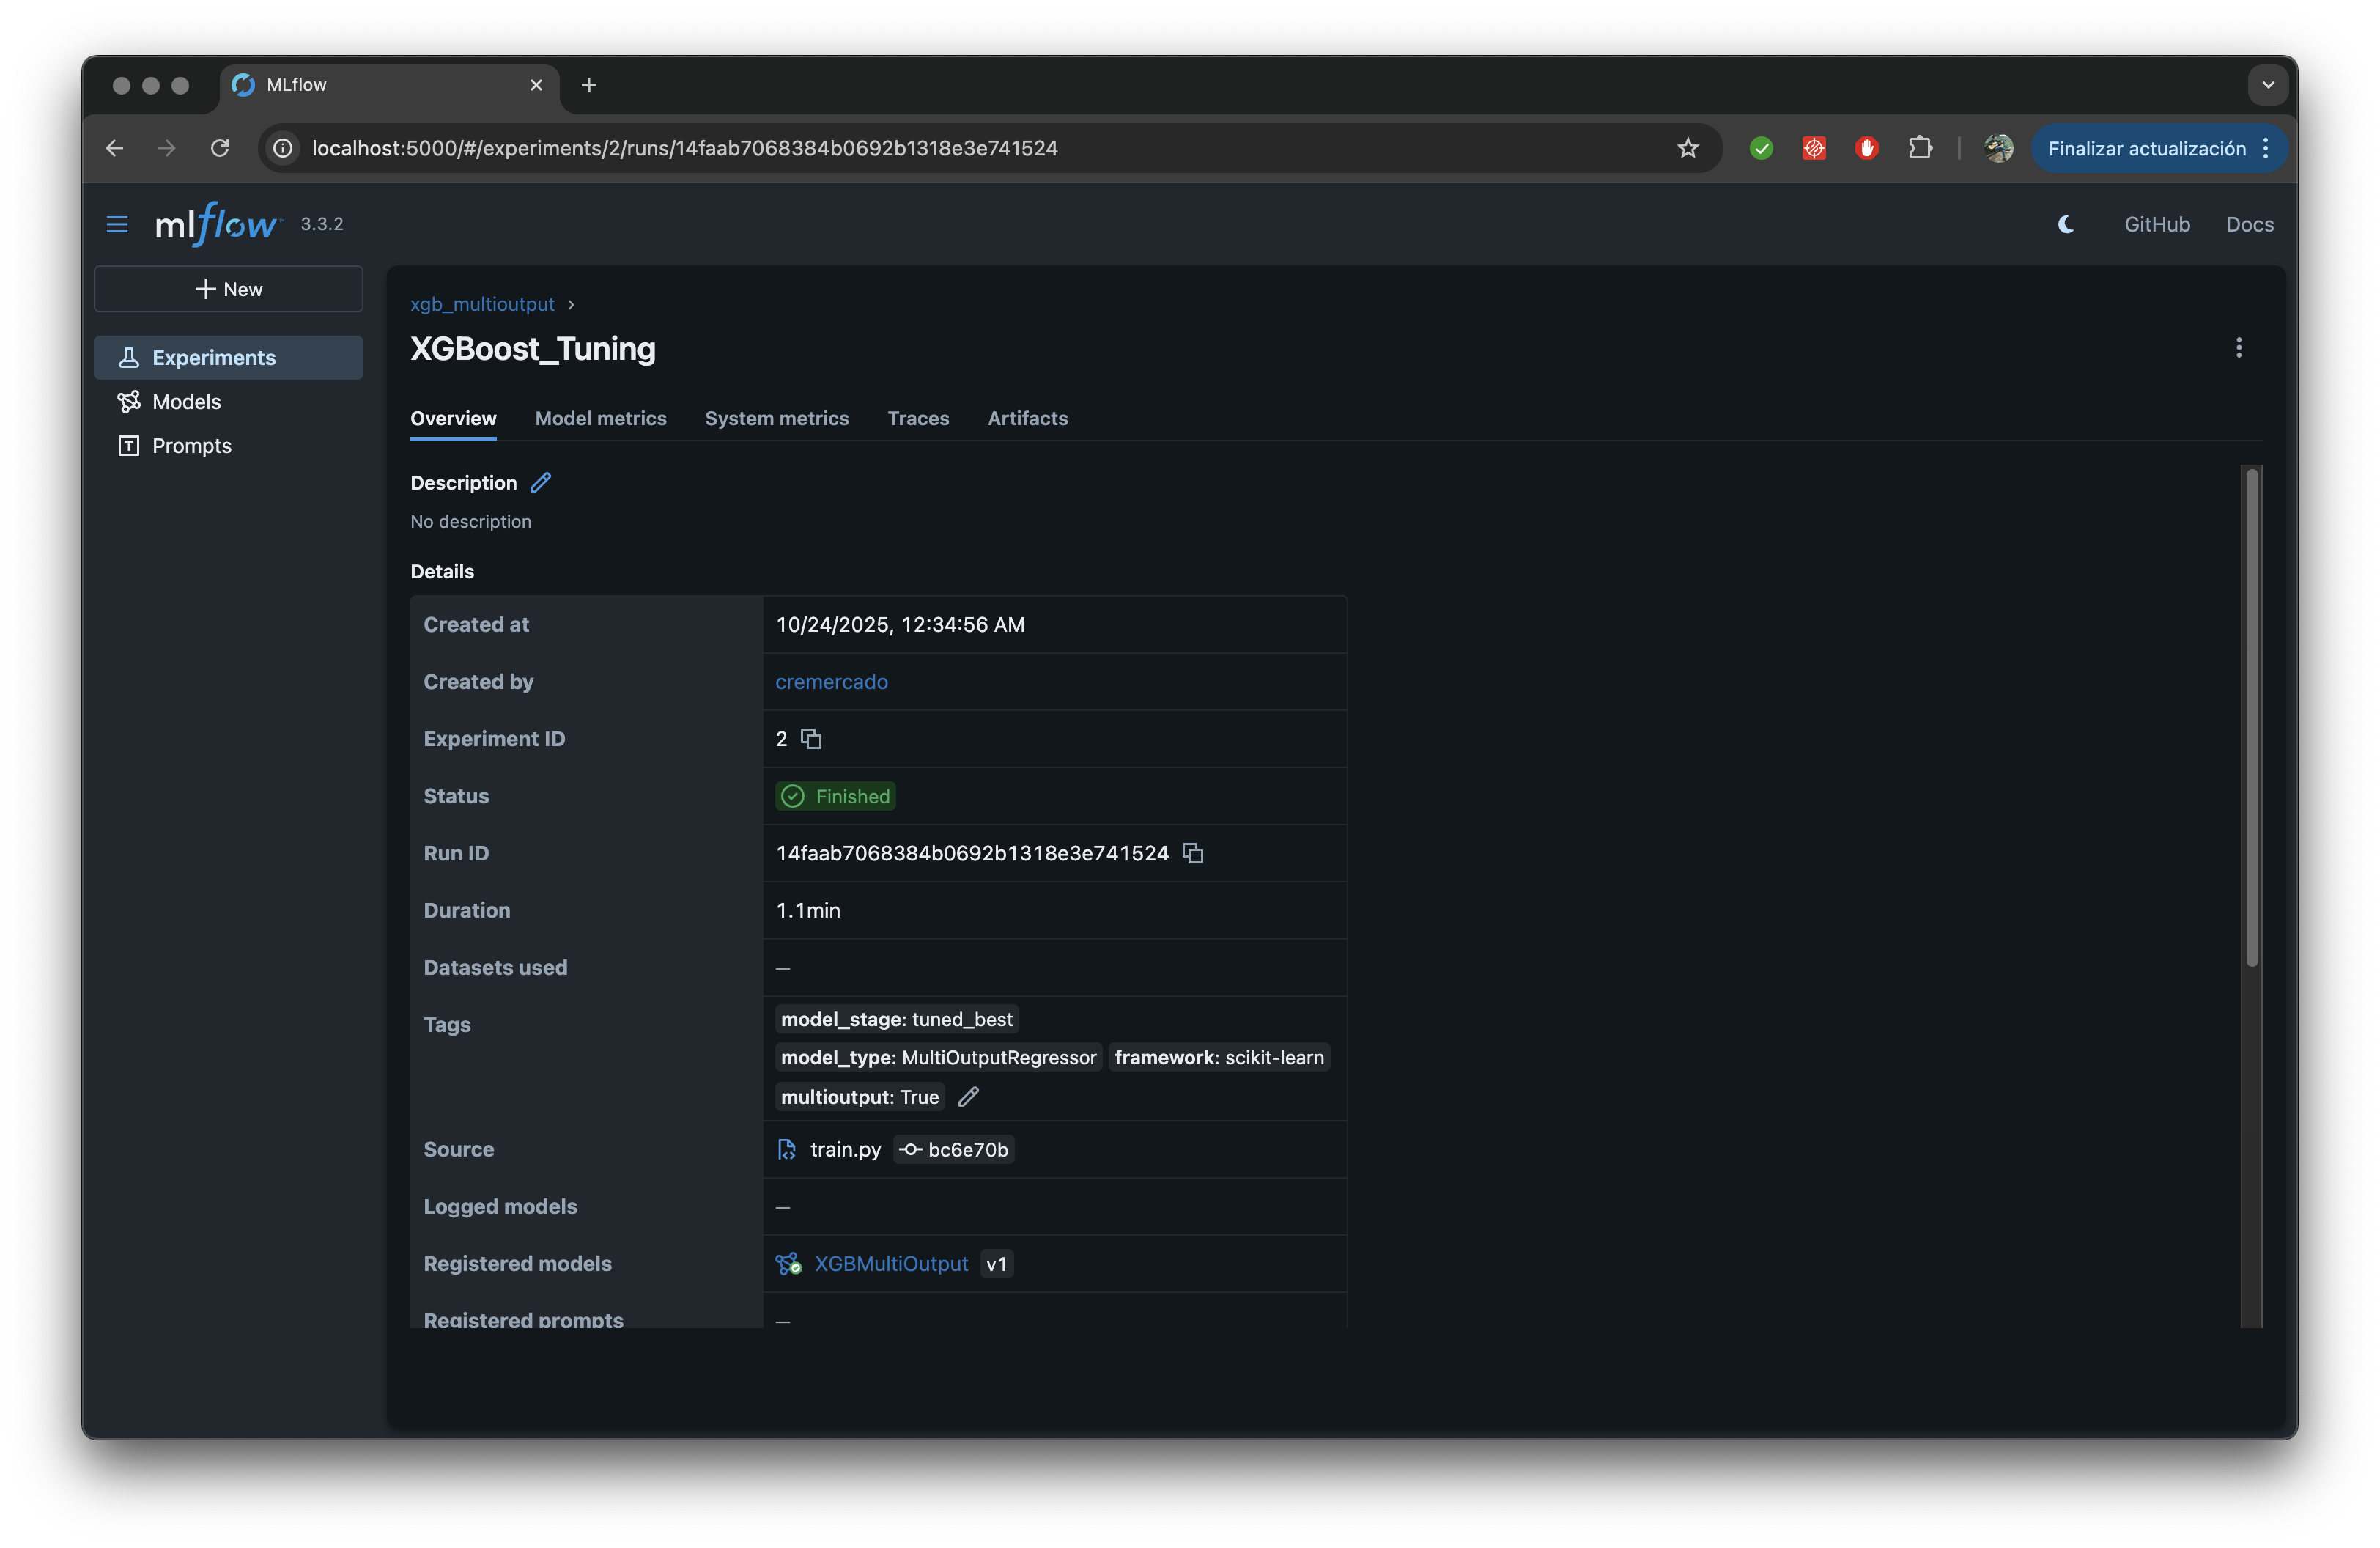 MLflow
localhost:5000/#/experiments/2/runs/14faab7068384b0692b1318e3e741524
Finalizar actualización
mlflow 3.3.2
GitHub Docs
New
Experiments
Models
Prompts
xgb_multioutput
XGBoost_Tuning
Overview Model metrics System metrics Traces Artifacts
Description
No description
Details
Created at 10/24/2025, 12:34:56 AM
Created by cremercado
Experiment ID 2
Status Finished
Run ID 14faab7068384b0692b1318e3e741524
Duration 1.1min
Datasets used —
Tags model_stage: tuned_best
model_type: MultiOutputRegressor framework: scikit-learn
multioutput: True
Source train.py bc6e70b
Logged models —
Registered models XGBMultiOutput v1
Registered prompts —